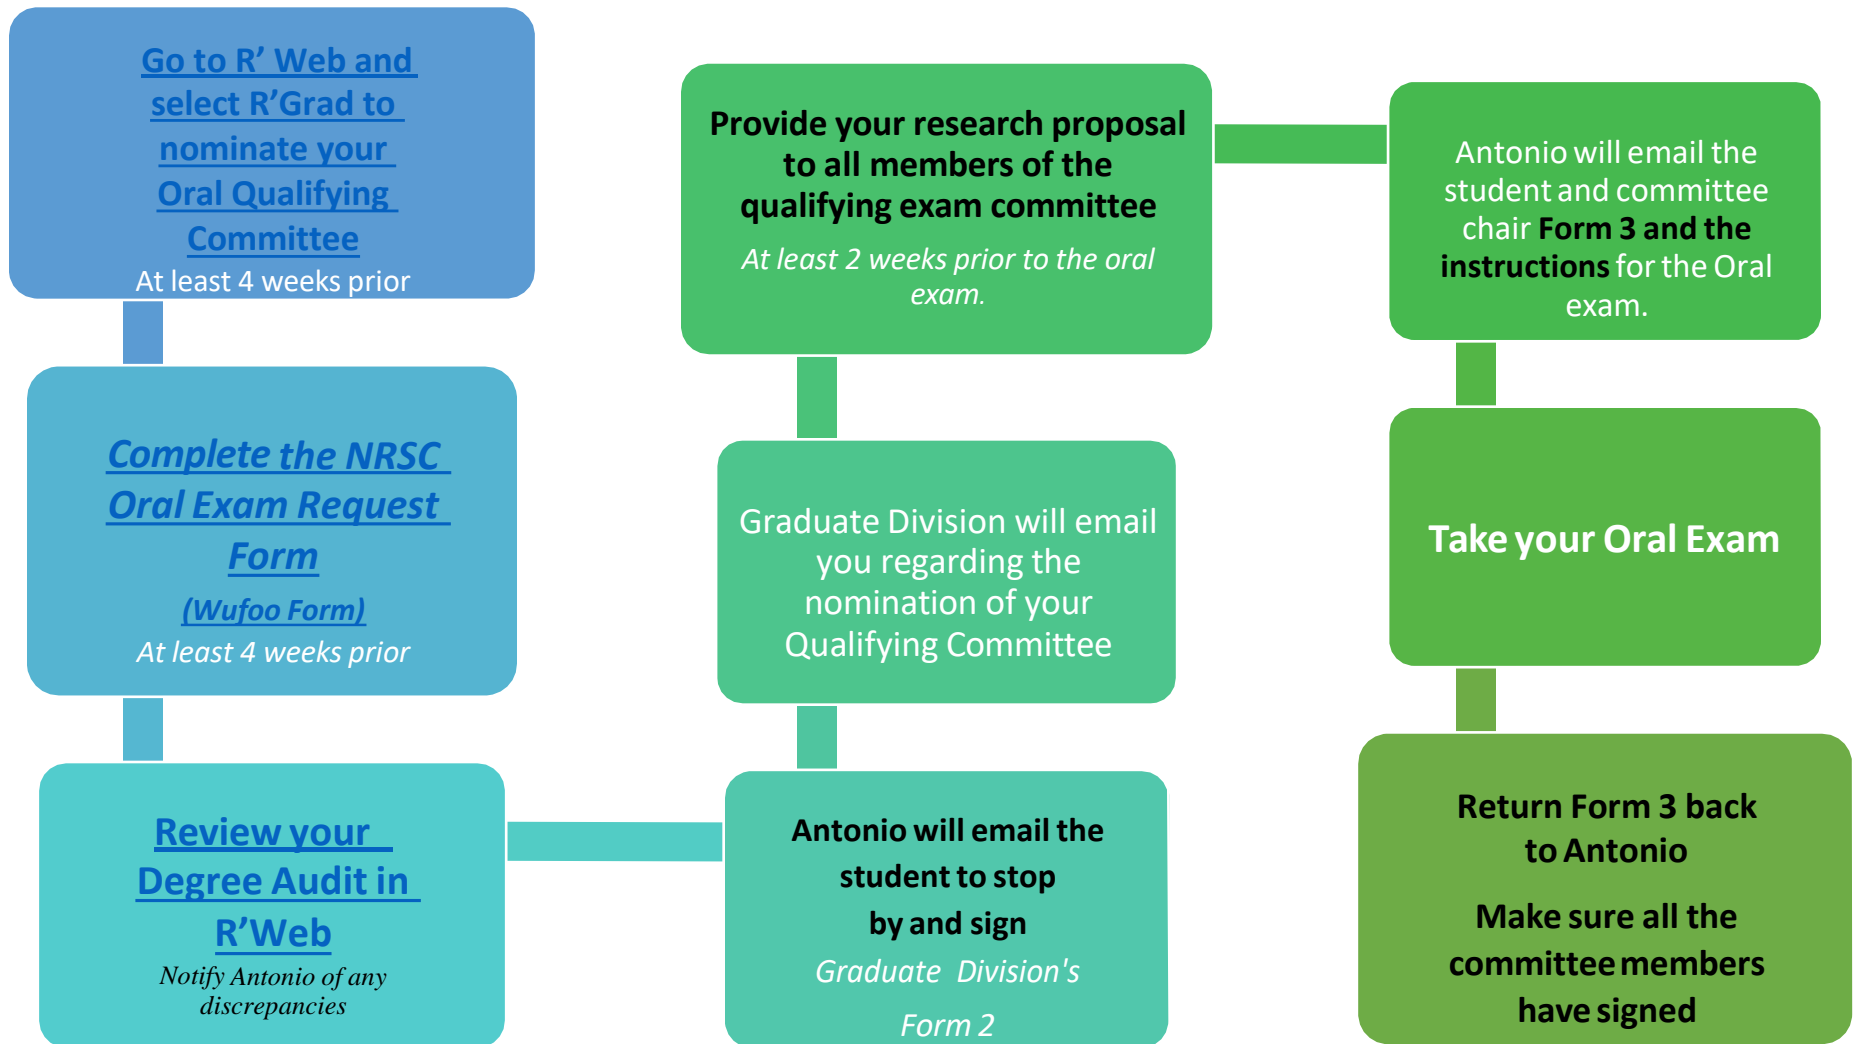 Go to R’ Web and
select R’Grad to
nominate your
Oral Qualifying
Committee
At least 4 weeks prior
Complete the NRSC
Oral Exam Request
Form
(Wufoo Form)
At least 4 weeks prior
Review your
Degree Audit in
R’Web
Notify Antonio of any
discrepancies
Antonio will email the
student to stop
by and sign
Graduate Division's
Form 2
Graduate Division will email
you regarding the
nomination of your
Qualifying Committee
Provide your research proposal
to all members of the
qualifying exam committee
At least 2 weeks prior to the oral
exam.
Antonio will email the
student and committee
chair Form 3 and the
instructions for the Oral
exam.
Take your Oral Exam
Return Form 3 back
to Antonio
Make sure all the
committee members
have signed